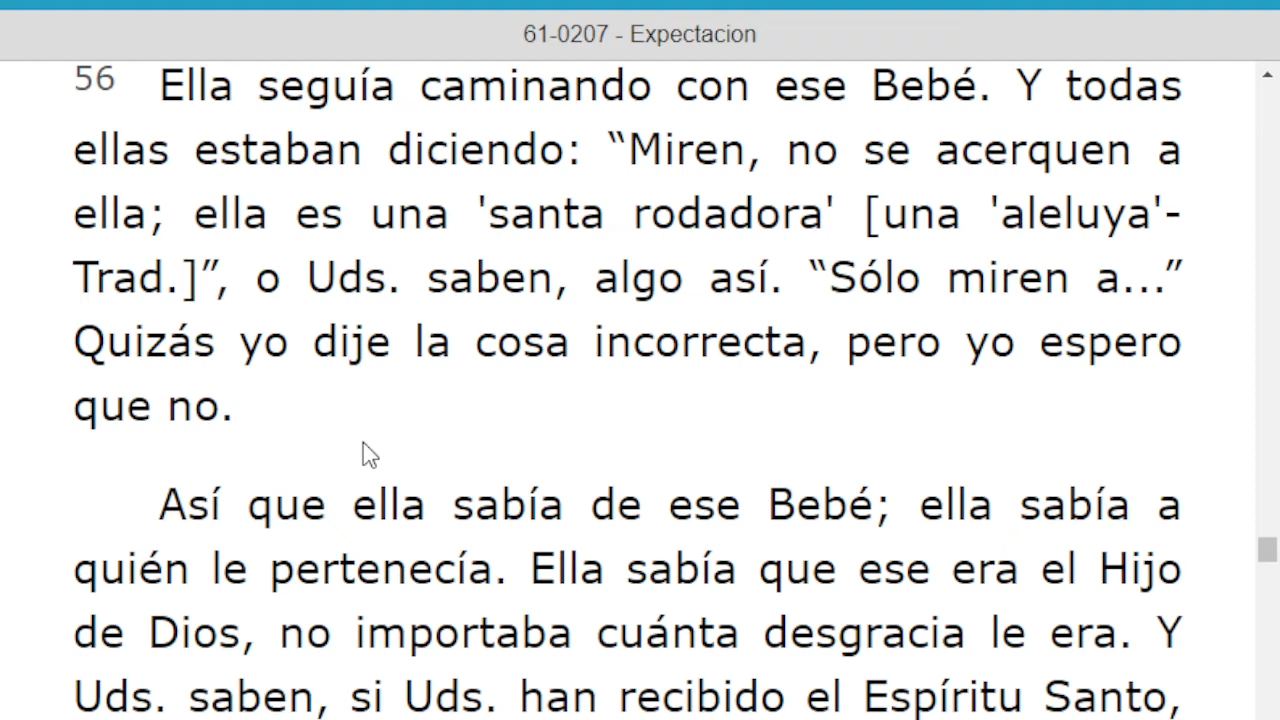 61-0207 - Expectacion
56 Ella seguía caminando con ese Bebé. Y todas
ellas estaban diciendo: “Miren, no se acerquen a
ella; ella es una 'santa rodadora' [una 'aleluya'-
Trad.]”, o Uds. saben, algo así. “Sólo miren a...”
Quizás yo dije la cosa incorrecta, pero yo espero
que no.
Así que ella sabía de ese Bebé; ella sabía a
quién le pertenecía. Ella sabía que ese era el Hijo
de Dios, no importaba cuánta desgracia le era. Y
Uds. saben, si Uds. han recibido el Espíritu Santo,